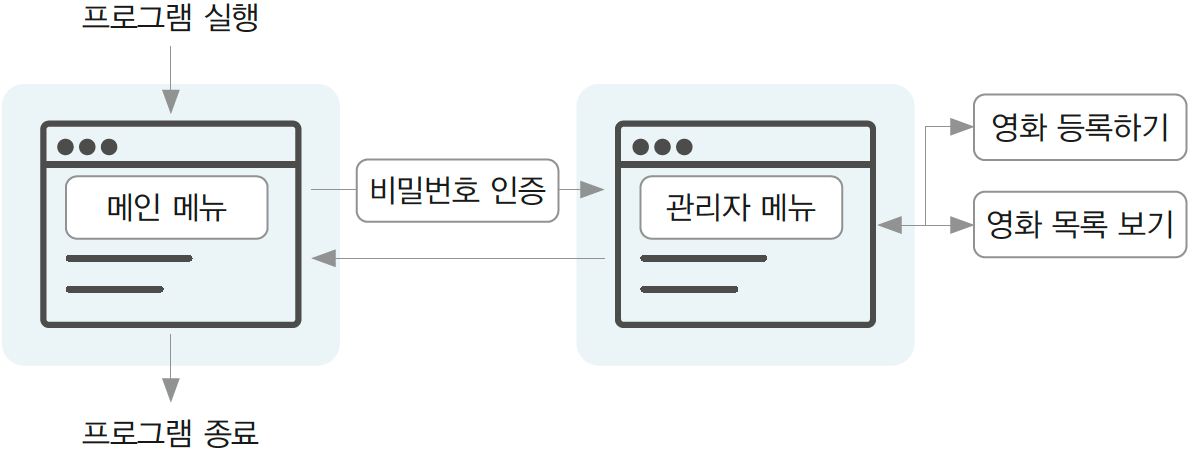 프로그램 실행
메인 메뉴
비밀번호 인증
관리자 메뉴
영화 등록하기
영화 목록 보기
프로그램 종료